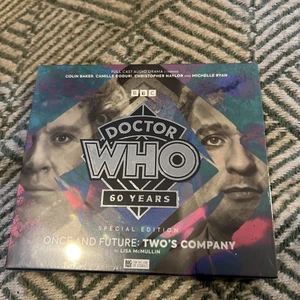 FULL CAST AUDIO DRAMA STARRING
COLIN BAKER, CAMILLE CODURI, CHRISTOPHER NAYLOR AND MICHELLE RYAN
BBC
DOCTOR
WHO
60 YEARS
SPECIAL EDITION
ONCE AND FUTURE: TWO'S COMPANY
BY LISA McMULLIN